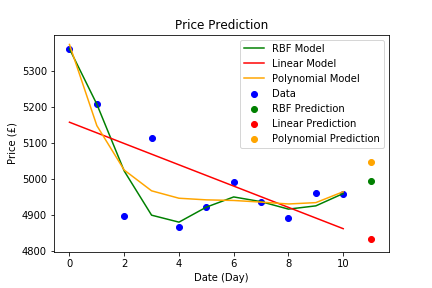 Price Prediction
RBF Model
Linear Model
Polynomial Model
Data
RBF Prediction
Linear Prediction
Polynomial Prediction
Price (£)
5300
5200
5100
5000
4900
4800
0 2 4 6 8 10
Date (Day)